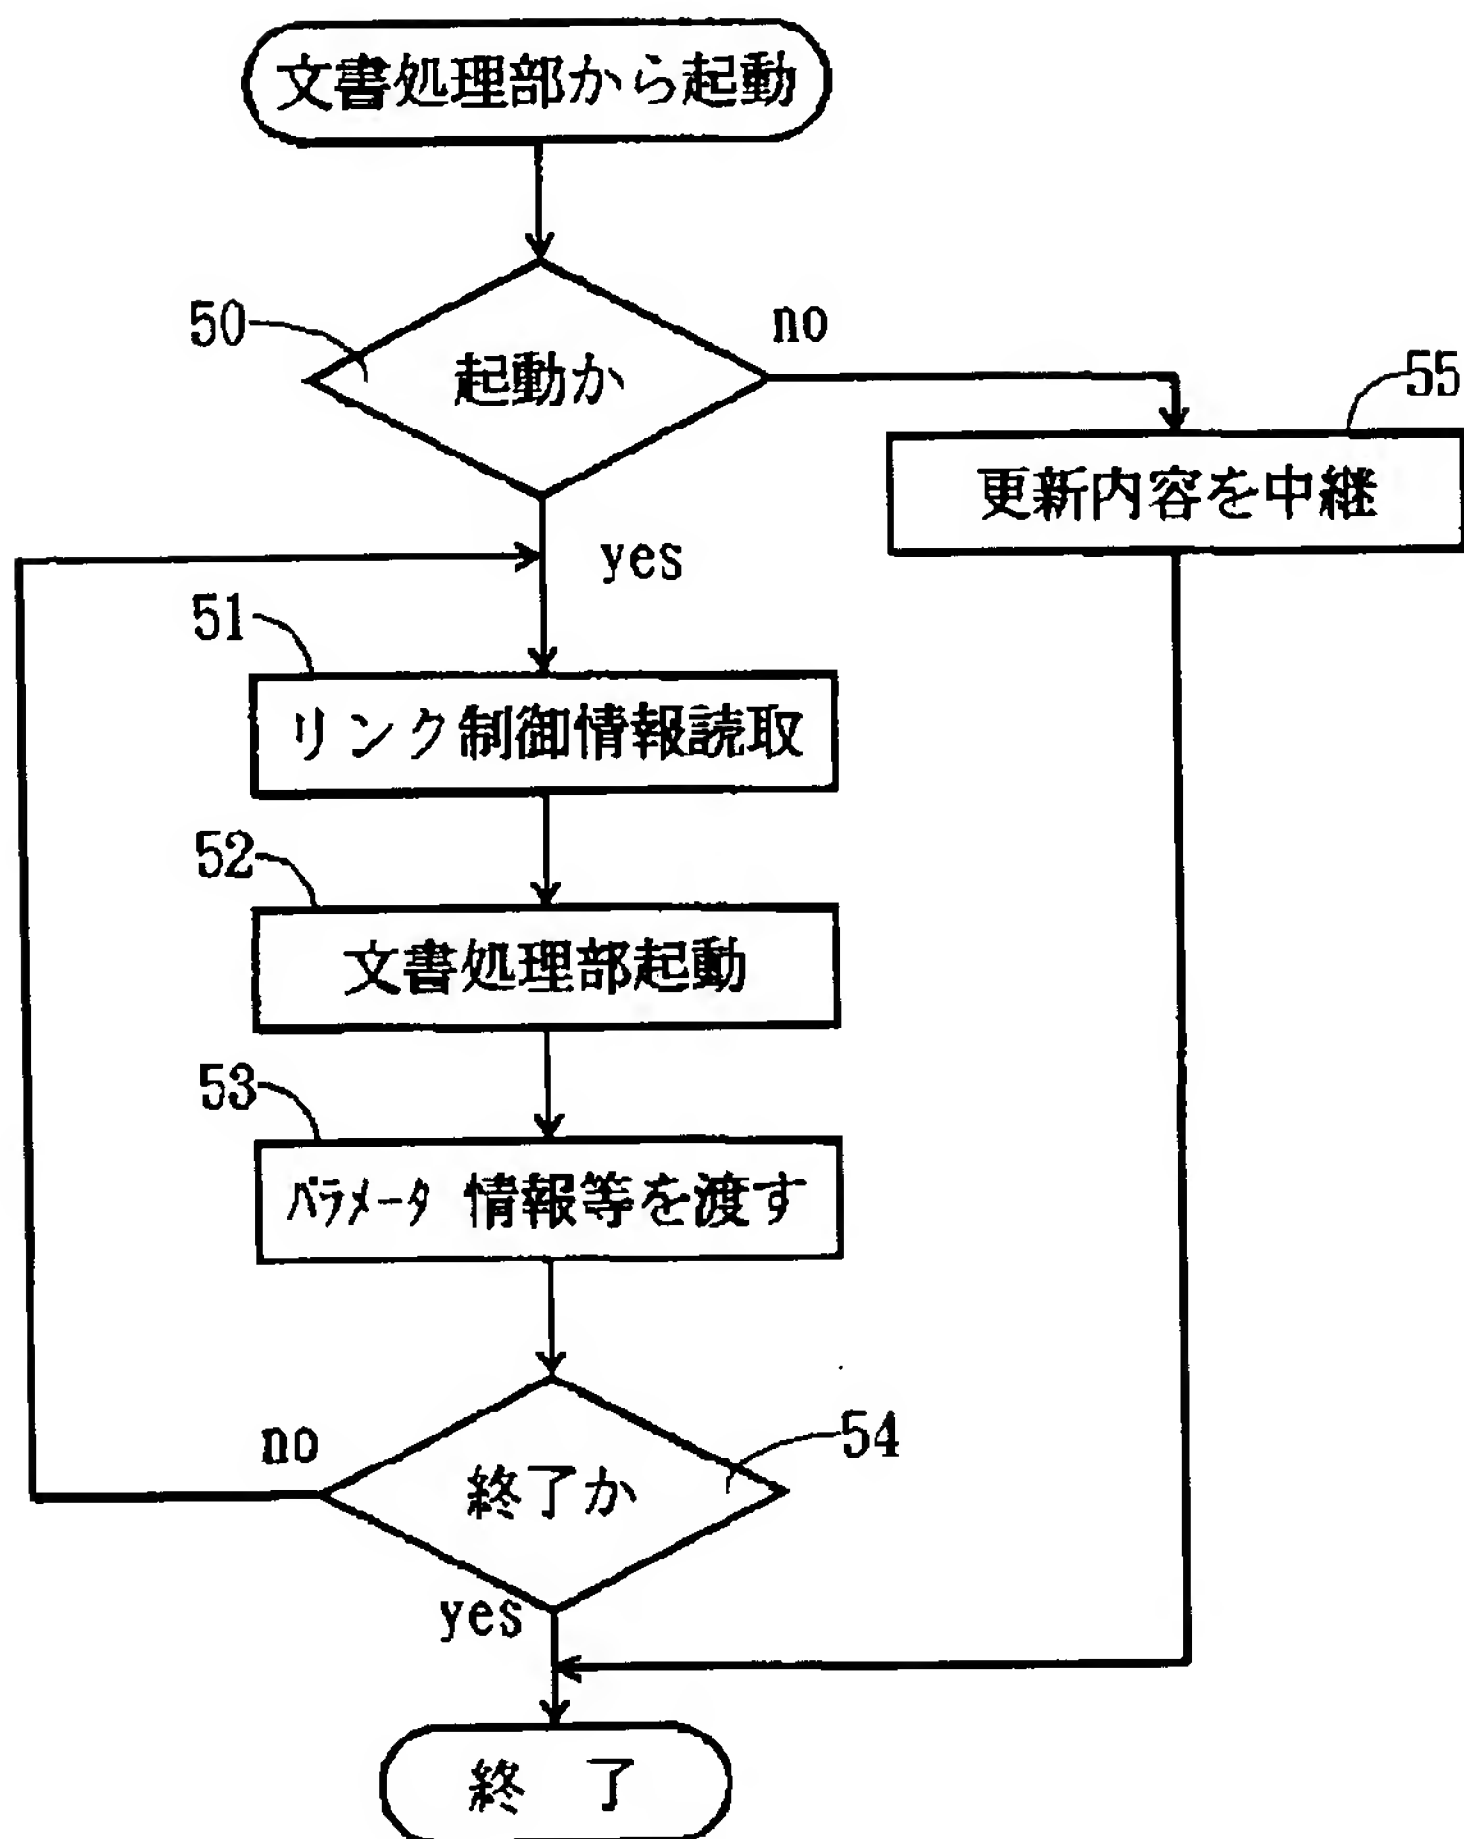 文書処理部から起動
50
起動か
no
55
更新内容を中継
yes
51
リンク制御情報読取
52
文書処理部起動
53
パラメータ 情報等を渡す
54
no
終了か
yes
終 了